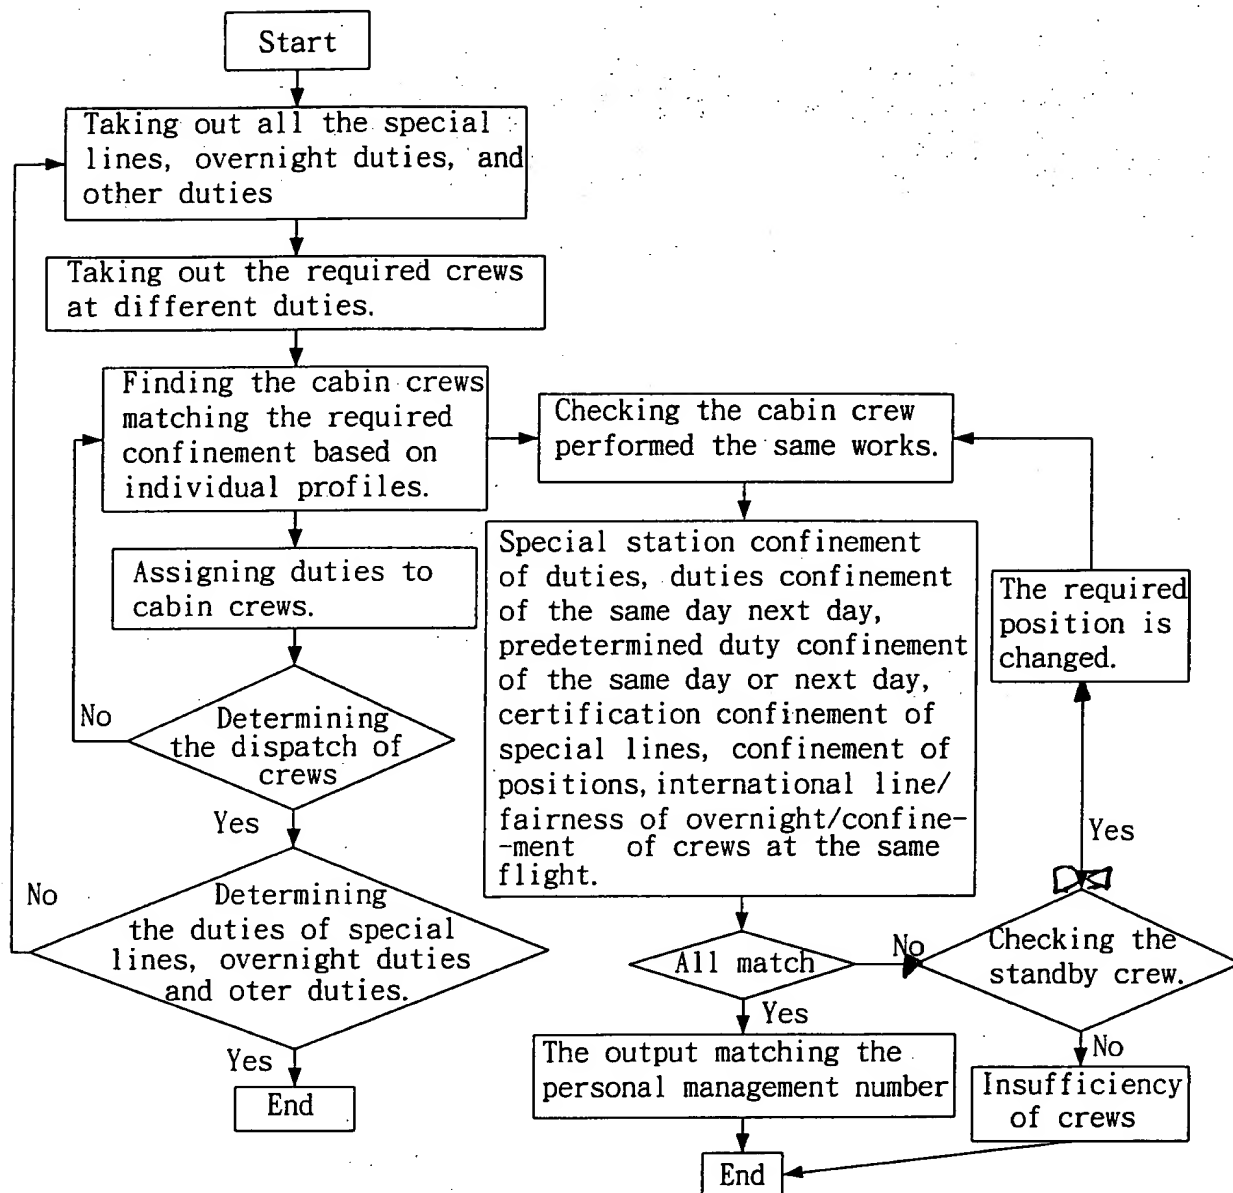 Start
Taking out all the special
lines, overnight duties, and
other duties
Taking out the required crews
at different duties.
Finding the cabin crews
matching the required
confinement based on
individual profiles.
Assigning duties to
cabin crews.
No
Determining
the dispatch of
crews
Yes
No
Determining
the duties of special
lines, overnight duties
and oter duties.
Yes
End
Checking the cabin crew
performed the same works.
Special station confinement
of duties, duties confinement
of the same day next day,
predetermined duty confinement
of the same day or next day,
certification confinement of
special lines, confinement of
positions, international line/
fairness of overnight/confine-
-ment of crews at the same
flight.
All match
No
Yes
The output matching the
personal management number
End
The required
position is
changed.
Yes
Checking the
standby crew.
No
Insufficiency
of crews